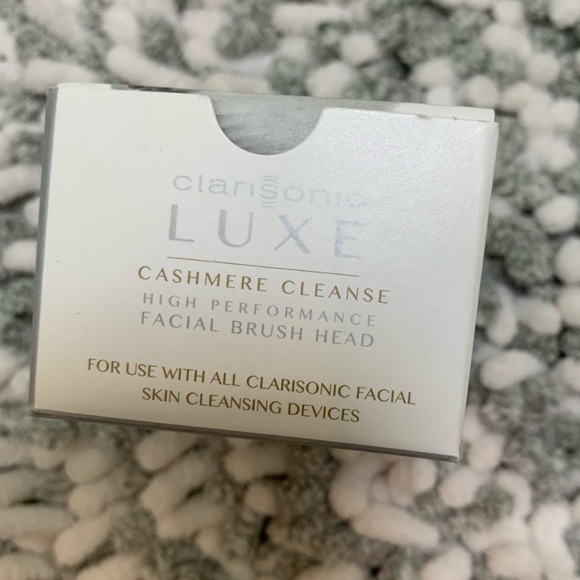 clarisonic
LUXE
CASHMERE CLEANSE
HIGH PERFORMANCE
FACIAL BRUSH HEAD
FOR USE WITH ALL CLARISONIC FACIAL
SKIN CLEANSING DEVICES